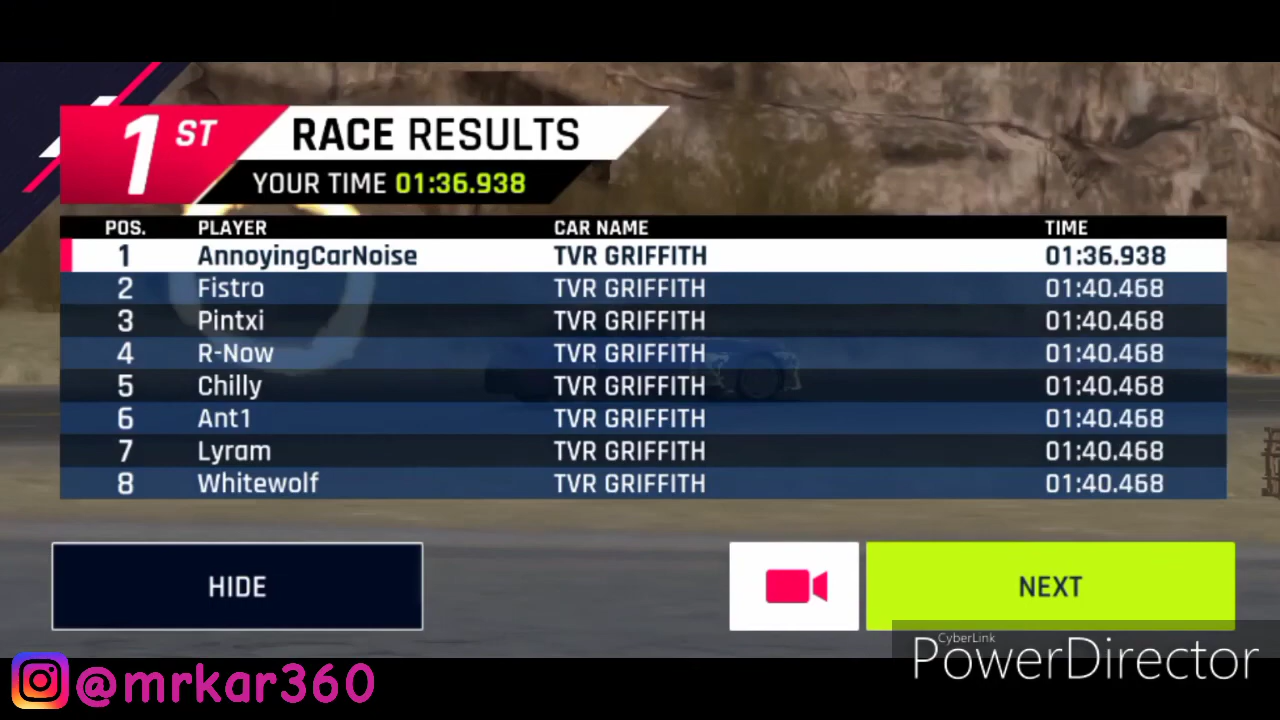 1 ST
RACE RESULTS
YOUR TIME 01:36.938
POS. PLAYER CAR NAME TIME
1 AnnoyingCarNoise TVR GRIFFITH 01:36.938
2 Fistro TVR GRIFFITH 01:40.468
3 Pintxi TVR GRIFFITH 01:40.468
4 R-Now TVR GRIFFITH 01:40.468
5 Chilly TVR GRIFFITH 01:40.468
6 Ant1 TVR GRIFFITH 01:40.468
7 Lyram TVR GRIFFITH 01:40.468
8 Whitewolf TVR GRIFFITH 01:40.468
HIDE NEXT
CyberLink
PowerDirector
@mrkar360